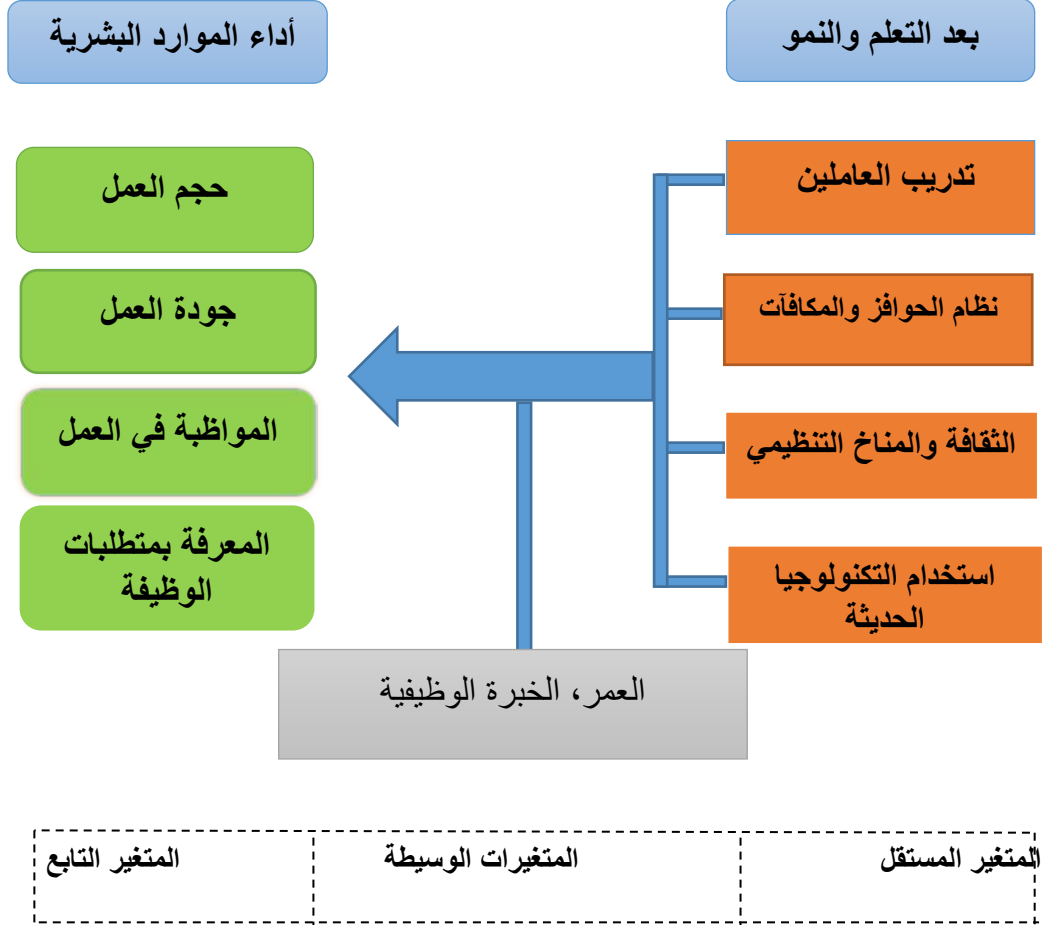 بعد التعلم والنمو
أداء الموارد البشرية
تدريب العاملين
نظام الحوافز والمكافآت
الثقافة والمناخ التنظيمي
استخدام التكنولوجيا
الحديثة
حجم العمل
جودة العمل
المواظبة في العمل
المعرفة بمتطلبات
الوظيفة
العمر، الخبرة الوظيفية
المتغير المستقل
المتغيرات الوسيطة
المتغير التابع